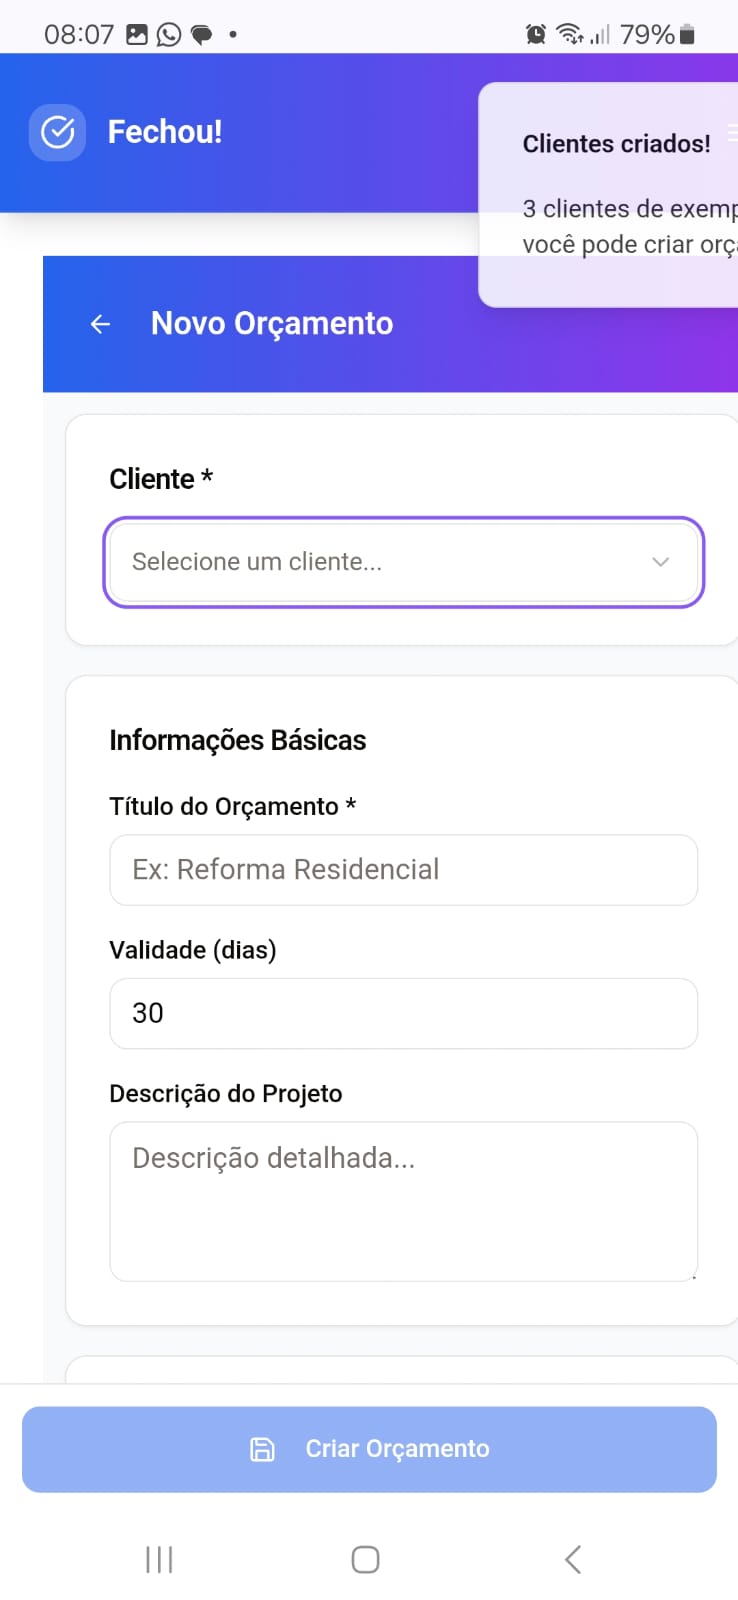 08:07
79%
Fechou!
Clientes criados!
3 clientes de exemp
você pode criar orç
Novo Orçamento
Cliente *
Selecione um cliente...
Informações Básicas
Título do Orçamento *
Ex: Reforma Residencial
Validade (dias)
30
Descrição do Projeto
Descrição detalhada...
Criar Orçamento